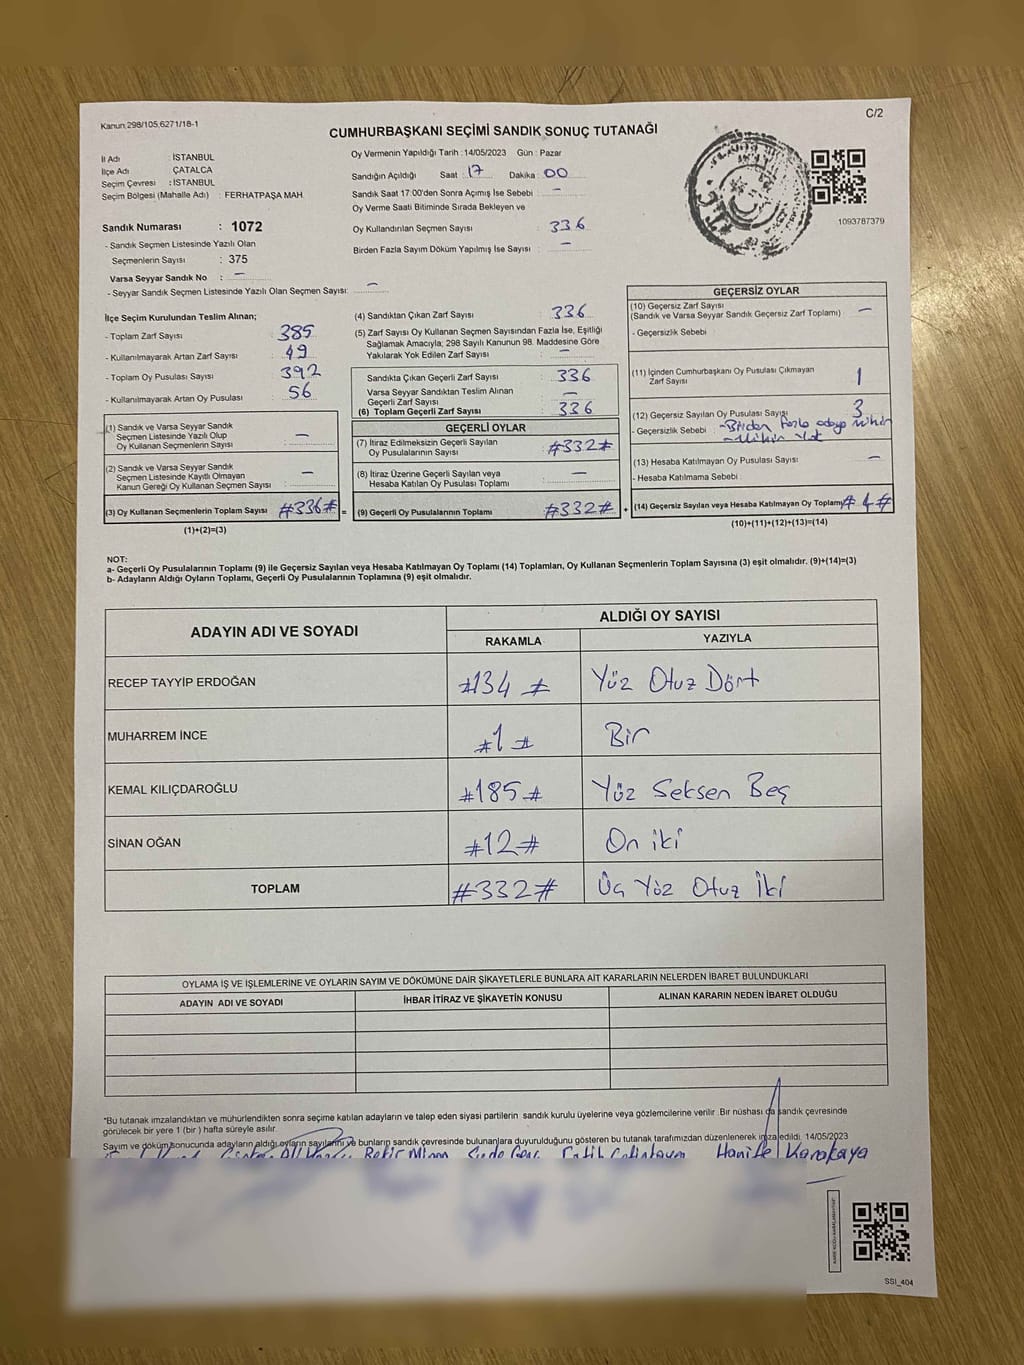 Kanun.298/105,6271/18-1
C/2
CUMHURBAŞKANI SEÇİMİ SANDIK SONUÇ TUTANAĞI
İl Adı : İSTANBUL
İlçe Adı : ÇATALCA
Seçim Çevresi : İSTANBUL
Seçim Bölgesi (Mahalle Adı) : FERHATPAŞA MAH.
Oy Vermenin Yapıldığı Tarih :14/05/2023 Gün : Pazar
Sandığın Açıldığı Saat : 17 Dakika : 00
Sandık Saat 17:00'den Sonra Açılmış İse Sebebi : -
Oy Verme Saati Bitiminde Sırada Bekleyen ve
Oy Kullandırılan Seçmen Sayısı : 336
Birden Fazla Sayım Döküm Yapılmış İse Sayısı : -
1093787379
Sandık Numarası : 1072
- Sandık Seçmen Listesinde Yazılı Olan
Seçmenlerin Sayısı : 375
Varsa Seyyar Sandık No : -
- Seyyar Sandık Seçmen Listesinde Yazılı Olan Seçmen Sayısı: -
İlçe Seçim Kurulundan Teslim Alınan;
- Toplam Zarf Sayısı : 385
- Kullanılmayarak Artan Zarf Sayısı : 49
- Toplam Oy Pusulası Sayısı : 392
- Kullanılmayarak Artan Oy Pusulası : 56
(1) Sandık ve Varsa Seyyar Sandık
Seçmen Listesinde Yazılı Olup
Oy Kullanan Seçmenlerin Sayısı : -
(2) Sandık ve Varsa Seyyar Sandık
Seçmen Listesinde Kayıtlı Olmayan
Kanun Gereği Oy Kullanan Seçmen Sayısı : -
(3) Oy Kullanan Seçmenlerin Toplam Sayısı #336# =
(1)+(2)=(3)
(4) Sandıktan Çıkan Zarf Sayısı : 336
(5) Zarf Sayısı Oy Kullanan Seçmen Sayısından Fazla İse, Eşitliği
Sağlamak Amacıyla; 298 Sayılı Kanunun 98. Maddesine Göre
Yakılarak Yok Edilen Zarf Sayısı : -
Sandıkta Çıkan Geçerli Zarf Sayısı : 336
Varsa Seyyar Sandıktan Teslim Alınan
Geçerli Zarf Sayısı : -
(6) Toplam Geçerli Zarf Sayısı : 336
GEÇERLİ OYLAR
(7) İtiraz Edilmeksizin Geçerli Sayılan
Oy Pusulasının Sayısı : #332#
(8) İtiraz Üzerine Geçerli Sayılan veya
Hesaba Katılan Oy Pusulası Toplamı : -
(9) Geçerli Oy Pusulalarının Toplamı #332# +
GEÇERSİZ OYLAR
(10) Geçersiz Zarf Sayısı
(Sandık ve Varsa Seyyar Sandık Geçersiz Zarf Toplamı) : -
- Geçersizlik Sebebi :
(11) İçinden Cumhurbaşkanı Oy Pusulası Çıkmayan
Zarf Sayısı : 1
(12) Geçersiz Sayılan Oy Pusulası Sayısı : 3
- Geçersizlik Sebebi : -Birden fazla adaya mühür
-Mühür Yok
(13) Hesaba Katılmayan Oy Pusulası Sayısı : -
- Hesaba Katılmama Sebebi :
(14) Geçersiz Sayılan veya Hesaba Katılmayan Oy Toplamı # 4 #
(10)+(11)+(12)+(13)=(14)
NOT:
a- Geçerli Oy Pusulalarının Toplamı (9) ile Geçersiz Sayılan veya Hesaba Katılmayan Oy Toplamı (14) Toplamları, Oy Kullanan Seçmenlerin Toplam Sayısına (3) eşit olmalıdır. (9)+(14)=(3)
b- Adayların Aldığı Oyların Toplamı, Geçerli Oy Pusulalarının Toplamına (9) eşit olmalıdır.
ADAYIN ADI VE SOYADI
ALDIĞI OY SAYISI
RAKAMLA YAZIYLA
RECEP TAYYİP ERDOĞAN #134 # Yüz Otuz Dört
MUHARREM İNCE #1# Bir
KEMAL KILIÇDAROĞLU #185# Yüz Seksen Beş
SİNAN OĞAN #12# On iki
TOPLAM #332# Üç Yüz Otuz İki
OYLAMA İŞ VE İŞLEMLERİNE VE OYLARIN SAYIM VE DÖKÜMÜNE DAİR ŞİKAYETLERLE BUNLARA AİT KARARLARIN NELERDEN İBARET BULUNDUKLARI
ADAYIN ADI VE SOYADI İHBAR İTİRAZ VE ŞİKAYETİN KONUSU ALINAN KARARIN NEDEN İBARET OLDUĞU
*Bu tutanak imzalandıktan ve mühürlendikten sonra seçime katılan adayların ve talep eden siyasi partilerin sandık kurulu üyelerine veya gözlemcilerine verilir .Bir nüshası da sandık çevresinde
görülecek bir yere 1 (bir ) hafta süreyle asılır.
Sayım ve döküm sonucunda adayların aldığı oyların sayılarını ve bunların sandık çevresinde bulunanlara duyurulduğunu gösteren bu tutanak tarafımızdan düzenlenerek imza edildi. 14/05/2023
Hanife Karakaya
SSI_404